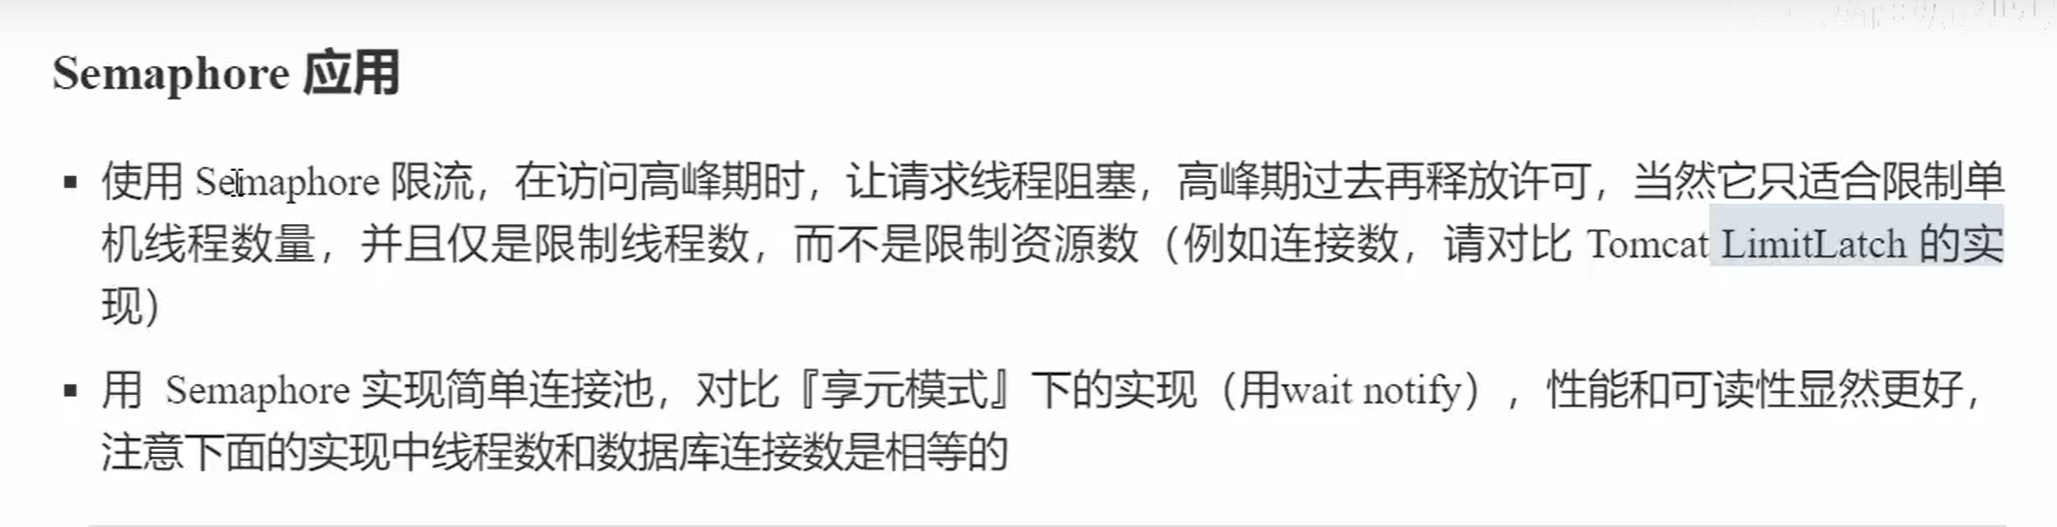 Semaphore 应用
使用 Semaphore 限流，在访问高峰期时，让请求线程阻塞，高峰期过去再释放许可，当然它只适合限制单
机线程数量，并且仅是限制线程数，而不是限制资源数（例如连接数，请对比 Tomcat LimitLatch 的实
现）
用 Semaphore 实现简单连接池，对比『享元模式』下的实现（用wait notify），性能和可读性显然更好，
注意下面的实现中线程数和数据库连接数是相等的